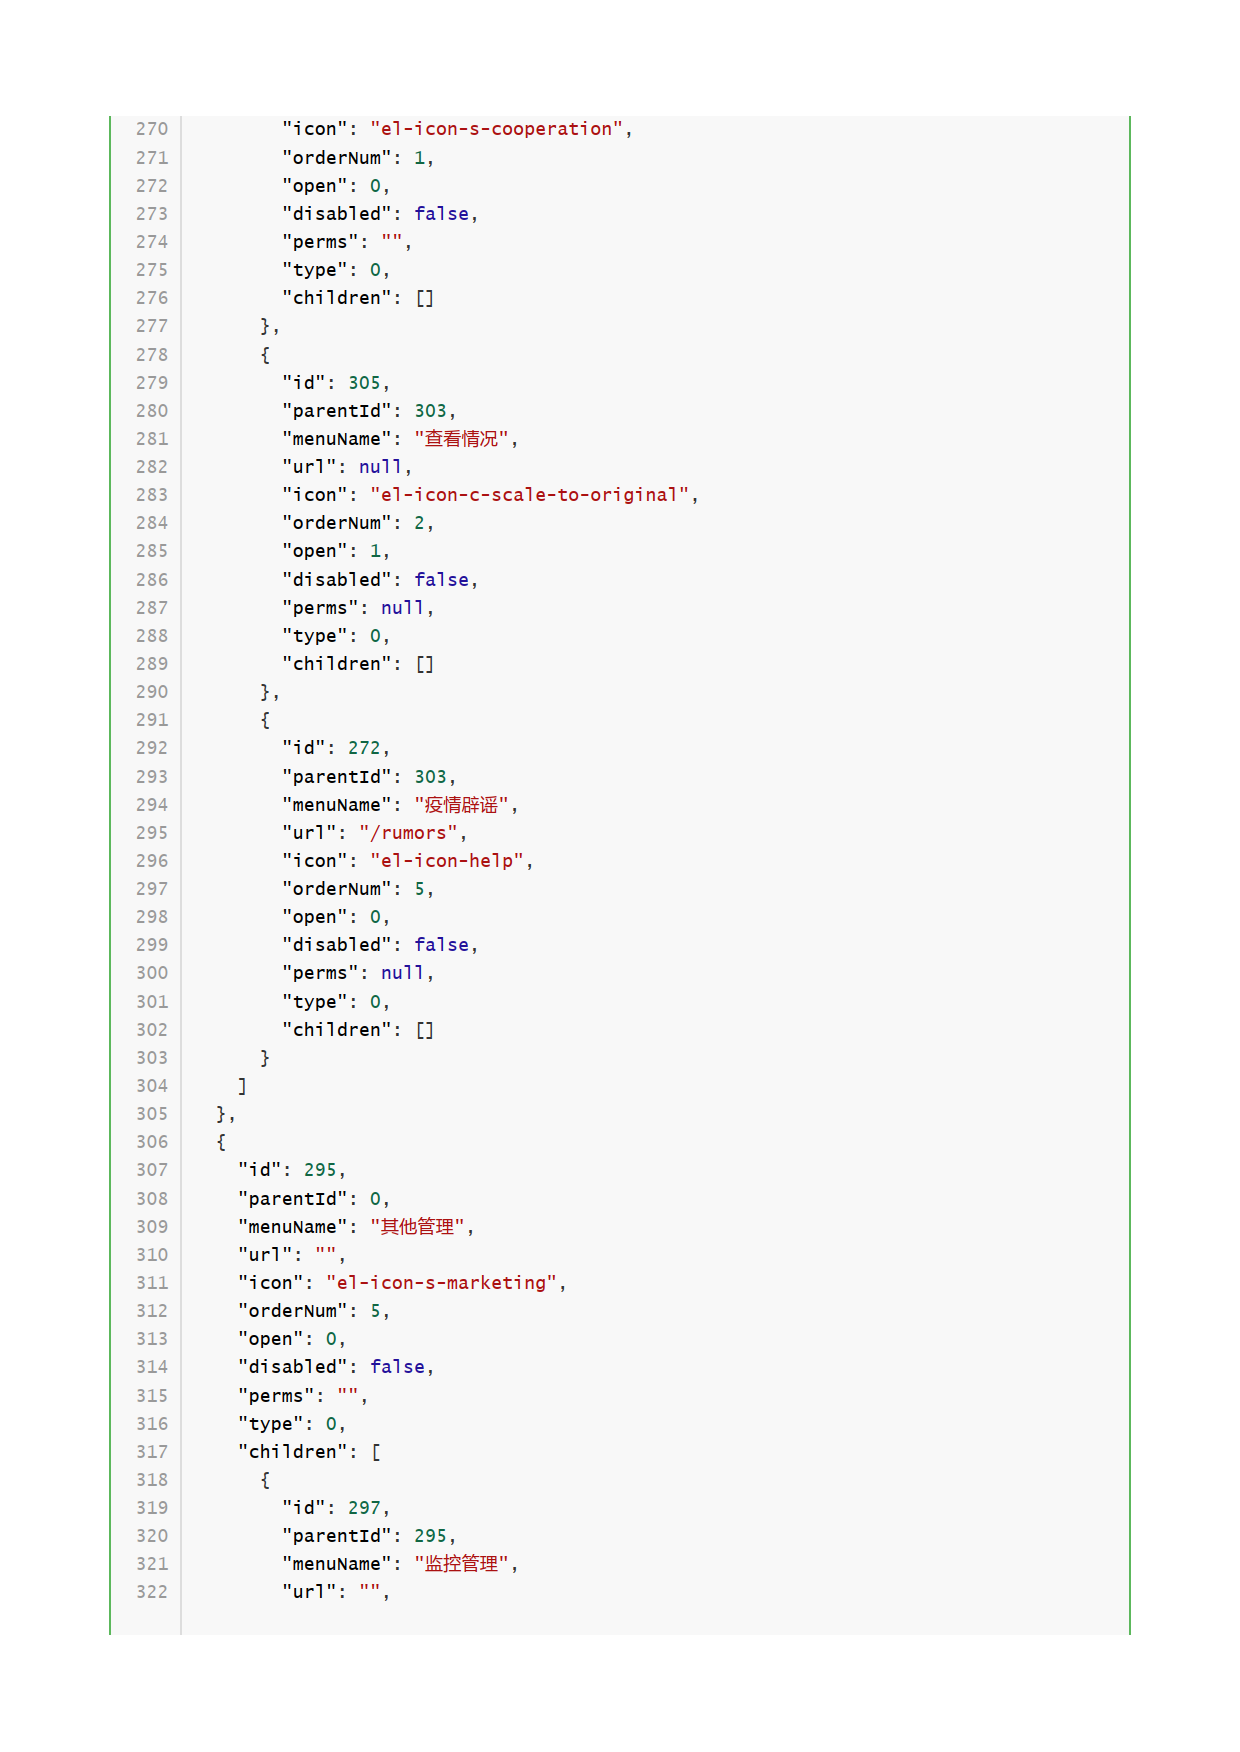 270 "icon": "el-icon-s-cooperation",
271 "orderNum": 1,
272 "open": 0,
273 "disabled": false,
274 "perms": "",
275 "type": 0,
276 "children": []
277 },
278 {
279 "id": 305,
280 "parentId": 303,
281 "menuName": "查看情况",
282 "url": null,
283 "icon": "el-icon-c-scale-to-original",
284 "orderNum": 2,
285 "open": 1,
286 "disabled": false,
287 "perms": null,
288 "type": 0,
289 "children": []
290 },
291 {
292 "id": 272,
293 "parentId": 303,
294 "menuName": "疫情辟谣",
295 "url": "/rumors",
296 "icon": "el-icon-help",
297 "orderNum": 5,
298 "open": 0,
299 "disabled": false,
300 "perms": null,
301 "type": 0,
302 "children": []
303 }
304 ]
305 },
306 {
307 "id": 295,
308 "parentId": 0,
309 "menuName": "其他管理",
310 "url": "",
311 "icon": "el-icon-s-marketing",
312 "orderNum": 5,
313 "open": 0,
314 "disabled": false,
315 "perms": "",
316 "type": 0,
317 "children": [
318 {
319 "id": 297,
320 "parentId": 295,
321 "menuName": "监控管理",
322 "url": "",